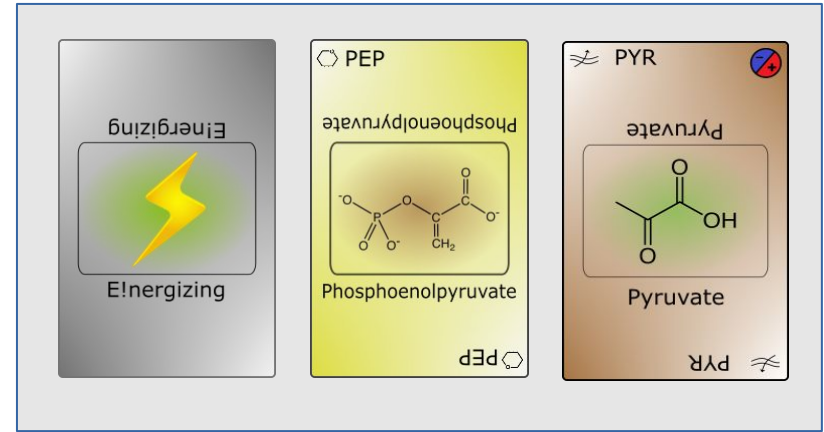 E!nergizing
E!nergizing
PEP
Phosphoenolpyruvate
-O
P
O
O
O-
C
O
C
O-
CH2
Phosphoenolpyruvate
PEP
PYR
- +
Pyruvate
O
OH
O
Pyruvate
PYR